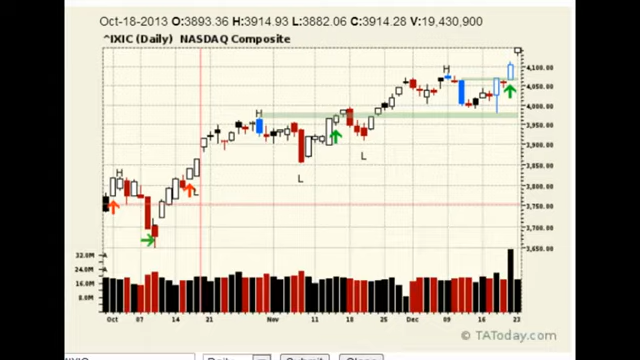 Oct-18-2013 O:3893.36 H:3914.93 L:3882.06 C:3914.28 V:19,430,900
^IXIC (Daily) NASDAQ Composite
H
H
H
L
L
L
4,100.00
4,050.00
4,000.00
3,950.00
3,900.00
3,850.00
3,800.00
3,750.00
3,700.00
3,650.00
32.0M
24.0M
16.0M
8.0M
Oct 07 14 21 Nov 11 18 25 Dec 09 16 23
© TAToday.com
Daily Submit Close